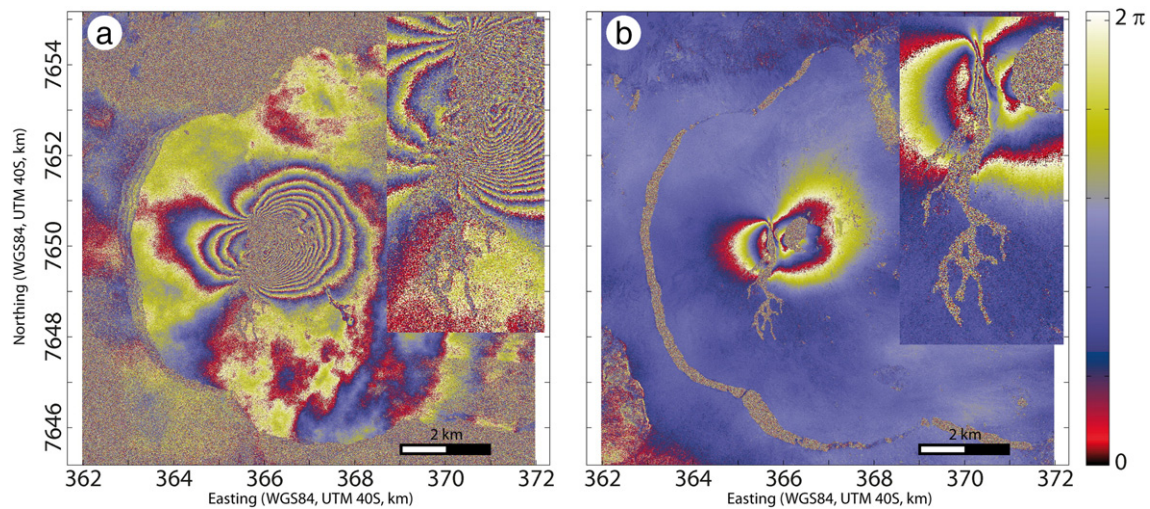 a
b
2 π
0
7654
7652
7650
7648
7646
Northing (WGS84, UTM 40S, km)
2 km
2 km
362 364 366 368 370 372
362 364 366 368 370 372
Easting (WGS84, UTM 40S, km)
Easting (WGS84, UTM 40S, km)